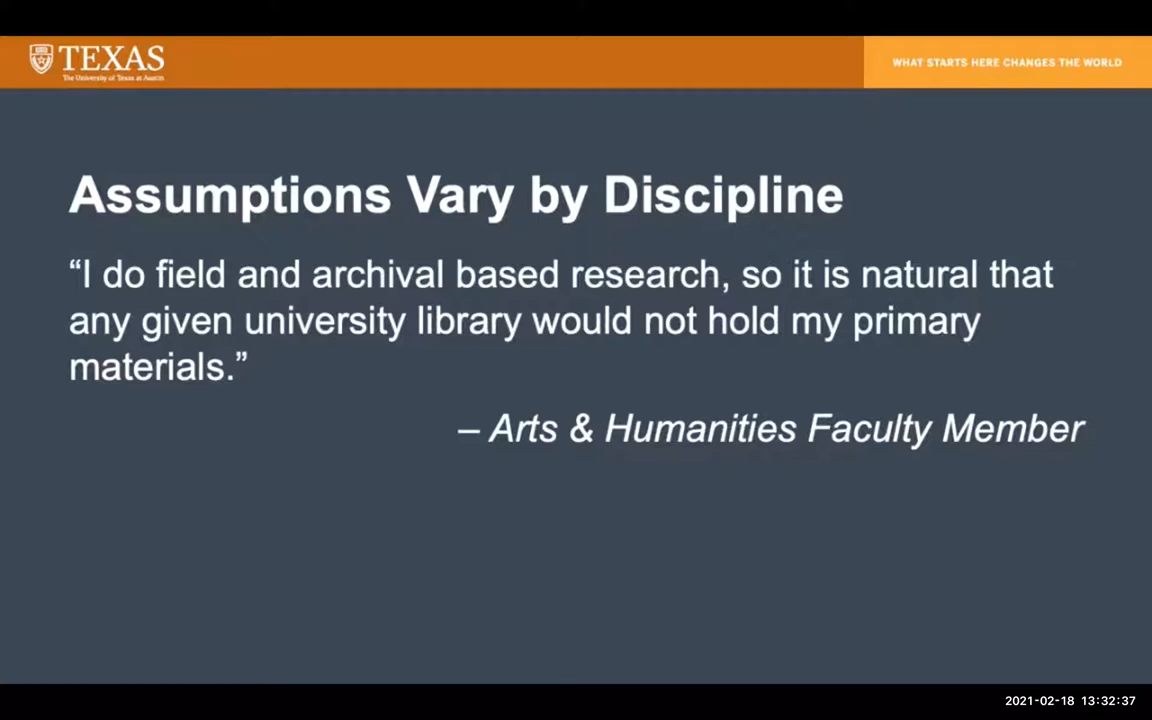 TEXAS
The University of Texas at Austin
WHAT STARTS HERE CHANGES THE WORLD
Assumptions Vary by Discipline
“I do field and archival based research, so it is natural that
any given university library would not hold my primary
materials.”
– Arts & Humanities Faculty Member
2021-02-18 13:32:37